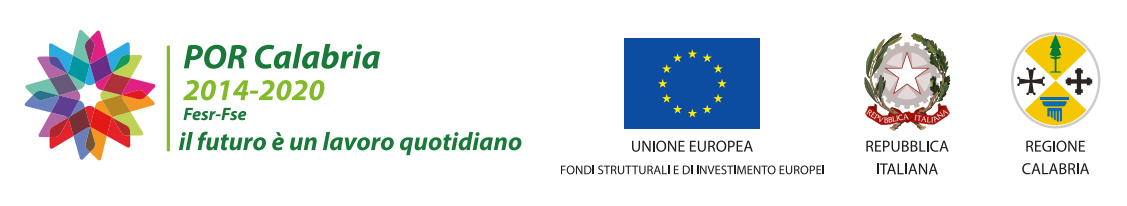 POR Calabria
2014-2020
Fesr-Fse
il futuro è un lavoro quotidiano
UNIONE EUROPEA
FONDI STRUTTURALI E DI INVESTIMENTO EUROPEI
REPVBBLICA ITALIANA
REPUBBLICA
ITALIANA
REGIONE
CALABRIA